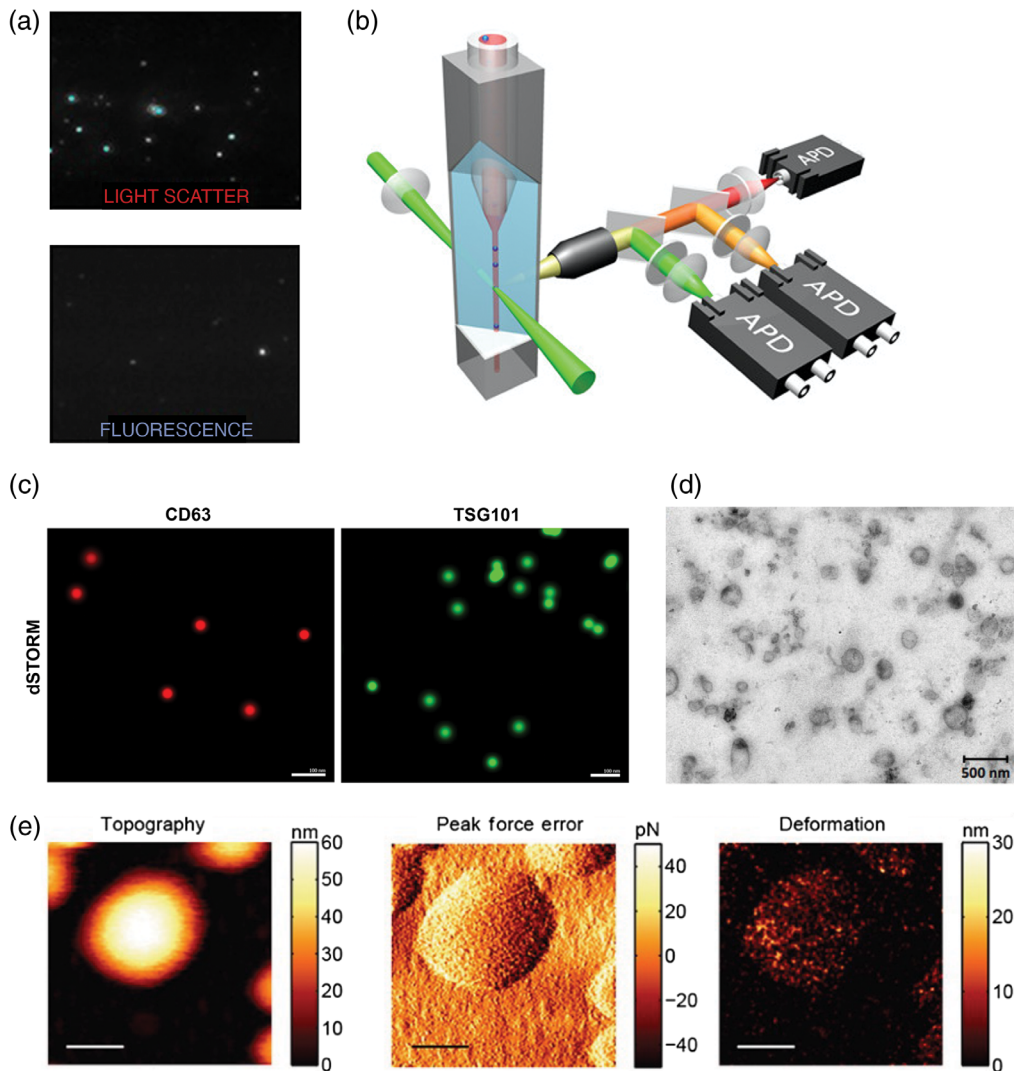 (a)
LIGHT SCATTER
FLUORESCENCE
(b)
APD
APD
APD
(c)
CD63
TSG101
dSTORM
100 nm
100 nm
(d)
500 nm
(e)
Topography
nm
60
50
40
30
20
10
0
Peak force error
pN
40
20
0
−20
−40
Deformation
nm
30
20
10
0